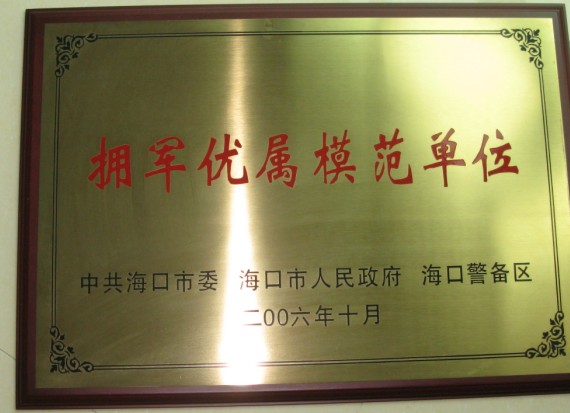 拥军优属模范单位
中共海口市委 海口市人民政府 海口警备区
二00六年十月